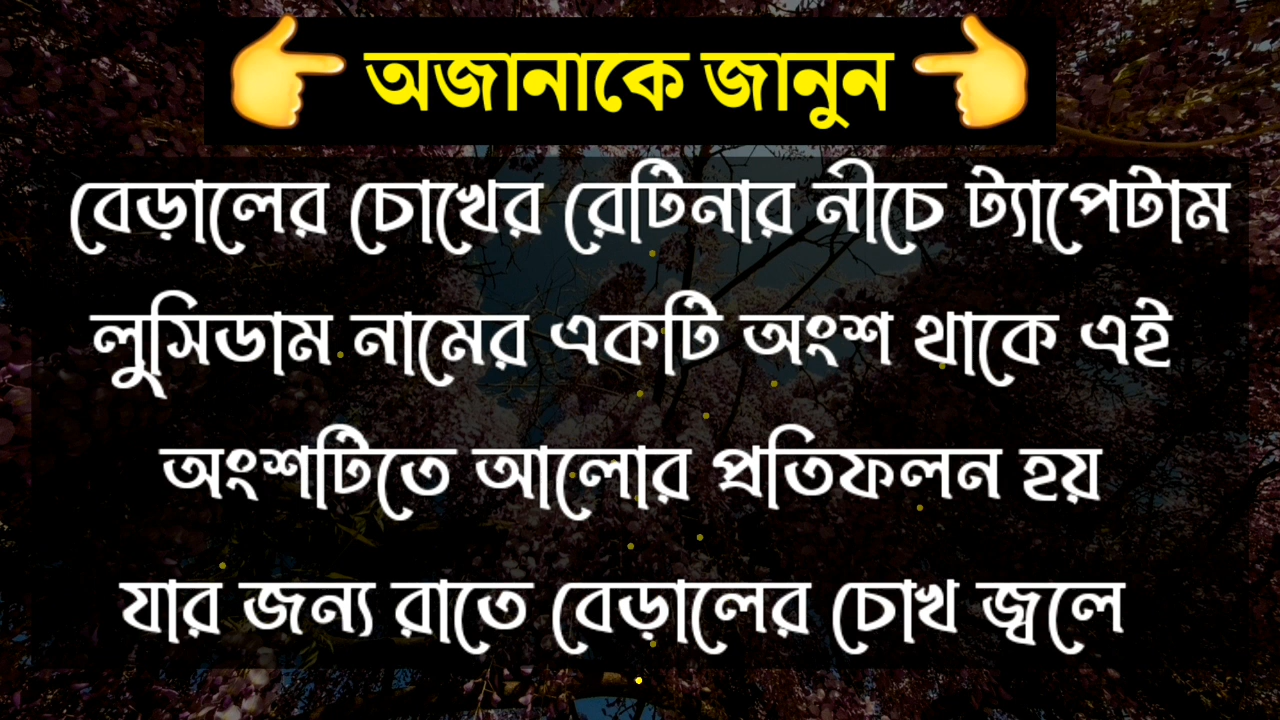 অজানাকে জানুন
বেড়ালের চোখের রেটিনার নীচে ট্যাপেটাম
লুসিডাম নামের একটি অংশ থাকে এই
অংশটিতে আলোর প্রতিফলন হয়
যার জন্য রাতে বেড়ালের চোখ জ্বলে